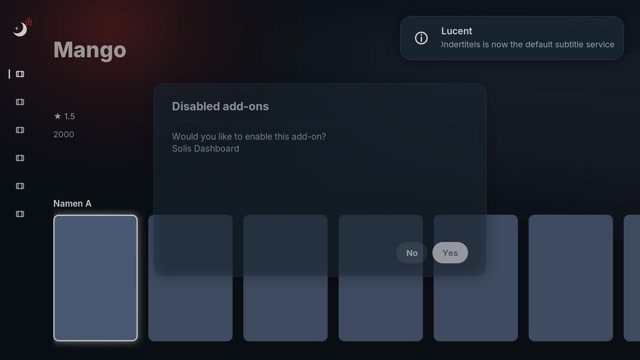 Mango
Lucent
Ondertitels is now the default subtitle service
★ 1.5
2000
Disabled add-ons
Would you like to enable this add-on?
Solis Dashboard
No
Yes
Namen A